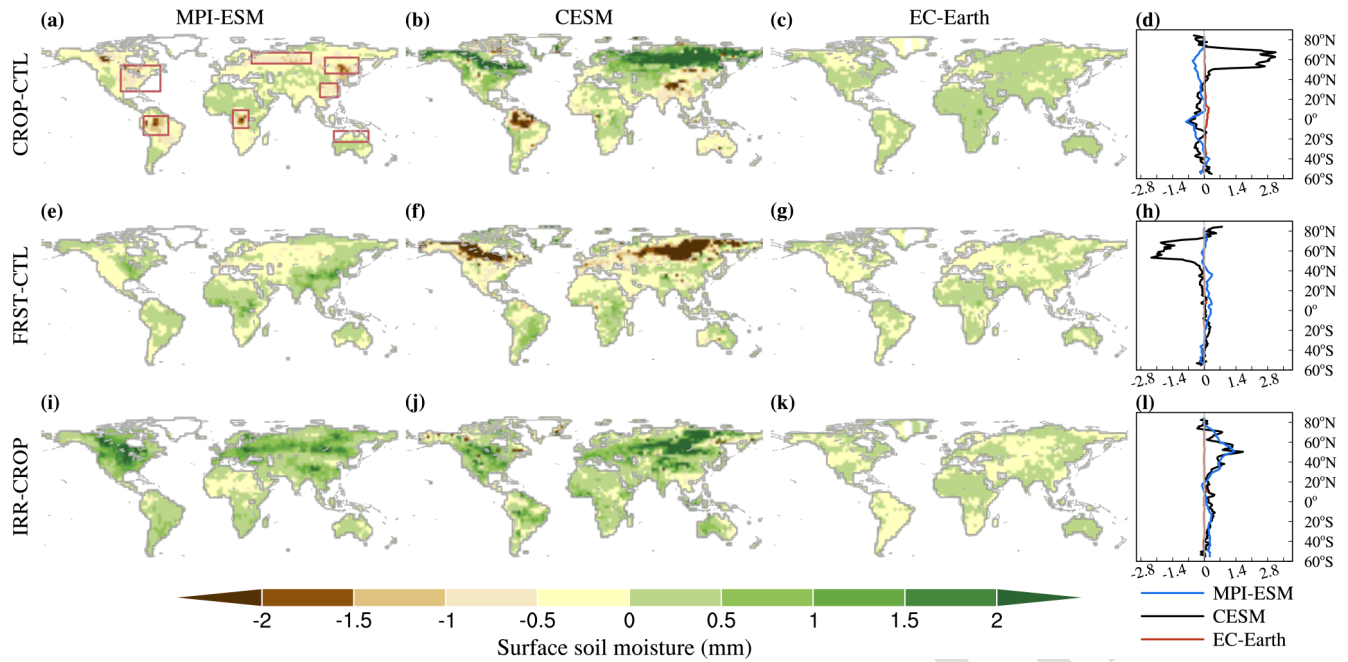 MPI-ESM CESM EC-Earth
(a) (b) (c) (d)
CROP-CTL
80°N
60°N
40°N
20°N
0°
20°S
40°S
60°S
-2.8 -1.4 0 1.4 2.8
(e) (f) (g) (h)
FRST-CTL
80°N
60°N
40°N
20°N
0°
20°S
40°S
60°S
-2.8 -1.4 0 1.4 2.8
(i) (j) (k) (l)
IRR-CROP
80°N
60°N
40°N
20°N
0°
20°S
40°S
60°S
-2.8 -1.4 0 1.4 2.8
-2 -1.5 -1 -0.5 0 0.5 1 1.5 2
Surface soil moisture (mm)
MPI-ESM
CESM
EC-Earth